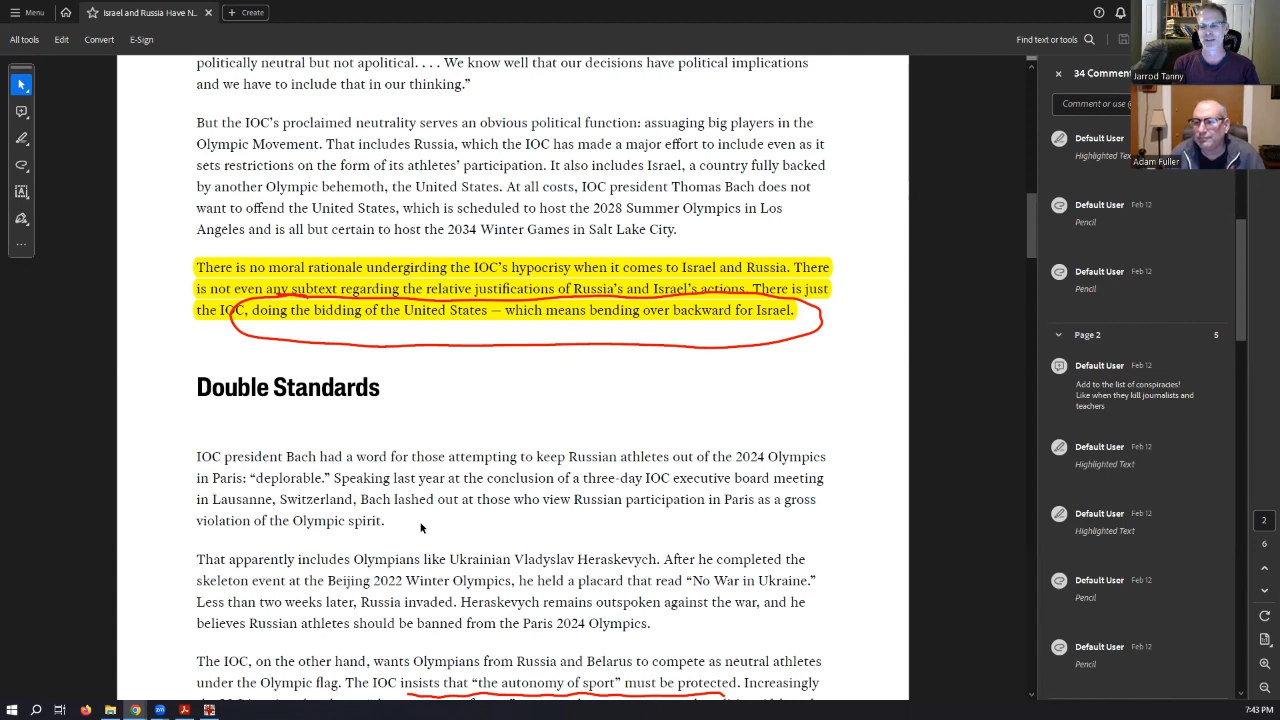 Menu
Israel and Russia Have N...
Create
All tools
Edit
Convert
E-Sign
Find text or tools
politically neutral but not apolitical. . . . We know well that our decisions have political implications
and we have to include that in our thinking.”
But the IOC’s proclaimed neutrality serves an obvious political function: assuaging big players in the
Olympic Movement. That includes Russia, which the IOC has made a major effort to include even as it
sets restrictions on the form of its athletes’ participation. It also includes Israel, a country fully backed
by another Olympic behemoth, the United States. At all costs, IOC president Thomas Bach does not
want to offend the United States, which is scheduled to host the 2028 Summer Olympics in Los
Angeles and is all but certain to host the 2034 Winter Games in Salt Lake City.
There is no moral rationale undergirding the IOC’s hypocrisy when it comes to Israel and Russia. There
is not even any subtext regarding the relative justifications of Russia’s and Israel’s actions. There is just
the IOC, doing the bidding of the United States — which means bending over backward for Israel.
Double Standards
IOC president Bach had a word for those attempting to keep Russian athletes out of the 2024 Olympics
in Paris: “deplorable.” Speaking last year at the conclusion of a three-day IOC executive board meeting
in Lausanne, Switzerland, Bach lashed out at those who view Russian participation in Paris as a gross
violation of the Olympic spirit.
That apparently includes Olympians like Ukrainian Vladyslav Heraskevych. After he completed the
skeleton event at the Beijing 2022 Winter Olympics, he held a placard that read “No War in Ukraine.”
Less than two weeks later, Russia invaded. Heraskevych remains outspoken against the war, and he
believes Russian athletes should be banned from the Paris 2024 Olympics.
The IOC, on the other hand, wants Olympians from Russia and Belarus to compete as neutral athletes
under the Olympic flag. The IOC insists that “the autonomy of sport” must be protected. Increasingly
Jarrod Tanny
Adam Fuller
34 Comme
Comment or use @
Default User
Highlighted Text
Default User Feb 12
Pencil
Default User Feb 12
Pencil
Page 2 5
Default User Feb 12
Add to the list of conspiracies!
Like when they kill journalists and
teachers
Default User Feb 12
Highlighted Text
Default User Feb 12
Highlighted Text
Default User Feb 12
Pencil
Default User Feb 12
Pencil
2
6
7:43 PM